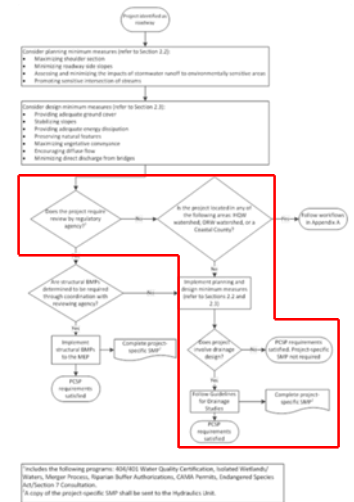 Project identified as
roadway
Consider planning minimum measures (refer to Section 2.2):
• Maximizing shoulder section
• Minimizing roadway side slopes
• Assessing and minimizing the impacts of stormwater runoff to environmentally sensitive areas
• Promoting sensitive intersection of streams
Consider design minimum measures (refer to Section 2.3):
• Providing adequate ground cover
• Stabilizing slopes
• Providing adequate energy dissipation
• Preserving natural features
• Maximizing vegetative conveyance
• Encouraging diffuse flow
• Minimizing direct discharge from bridges
Does the project require
review by regulatory
agency?
No
Is the project located in any of
the following areas: HQW
watershed, ORW watershed, or a
Coastal County?
Yes
Follow workflows
in Appendix A
Yes
No
Are structural BMPs
determined to be required
through coordination with
reviewing agency?
No
Implement planning and
design minimum measures
(refer to Sections 2.2 and
2.3)
Yes
Implement
structural BMPs
to the MEP
Complete project-
specific SMP
Does project
involve drainage
design?
No
PCSP requirements
satisfied. Project-specific
SMP not required
PCSP
requirements
satisfied
Yes
Follow Guidelines
for Drainage
Studies
Complete project-
specific SMP
PCSP
requirements
satisfied
Includes the following programs: 404/401 Water Quality Certification, Isolated Wetlands/
Waters, Merger Process, Riparian Buffer Authorizations, CAMA Permits, Endangered Species
Act/Section 7 Consultation.
A copy of the project-specific SMP shall be sent to the Hydraulics Unit.